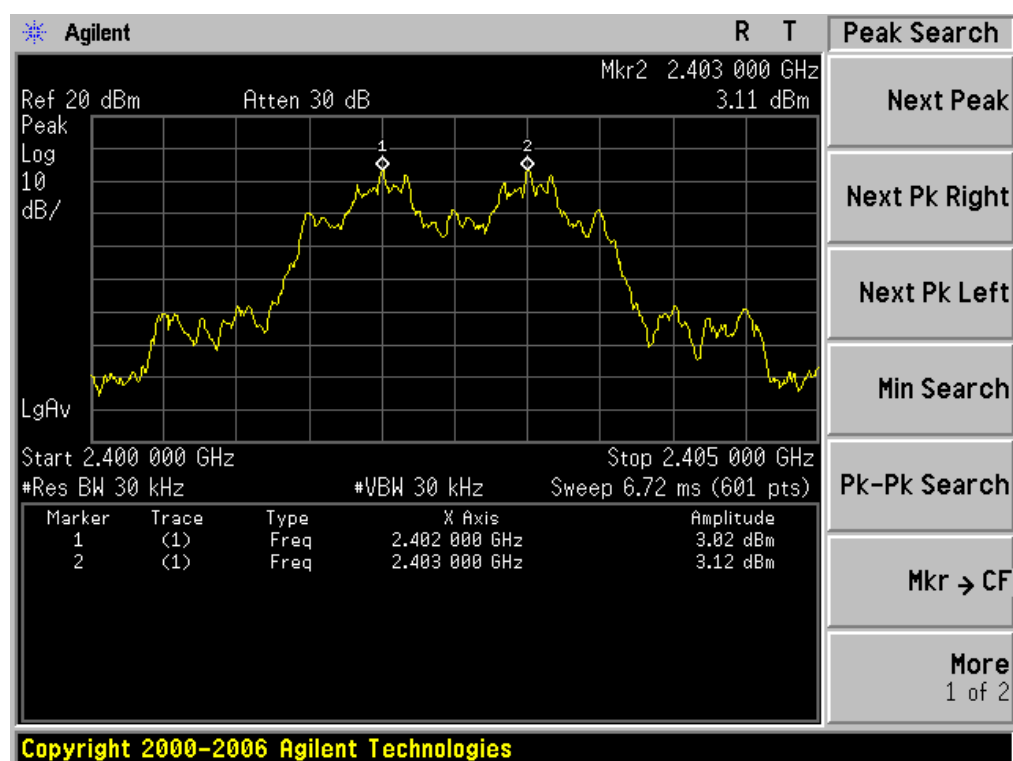 Agilent R T Peak Search
Mkr2 2.403 000 GHz
Ref 20 dBm Atten 30 dB 3.11 dBm
Peak
Log
10
dB/
1 2
LgAv
Start 2.400 000 GHz Stop 2.405 000 GHz
#Res BW 30 kHz #VBW 30 kHz Sweep 6.72 ms (601 pts)
Marker Trace Type X Axis Amplitude
1 (1) Freq 2.402 000 GHz 3.02 dBm
2 (1) Freq 2.403 000 GHz 3.12 dBm
Next Peak
Next Pk Right
Next Pk Left
Min Search
Pk-Pk Search
Mkr → CF
More
1 of 2
Copyright 2000-2006 Agilent Technologies